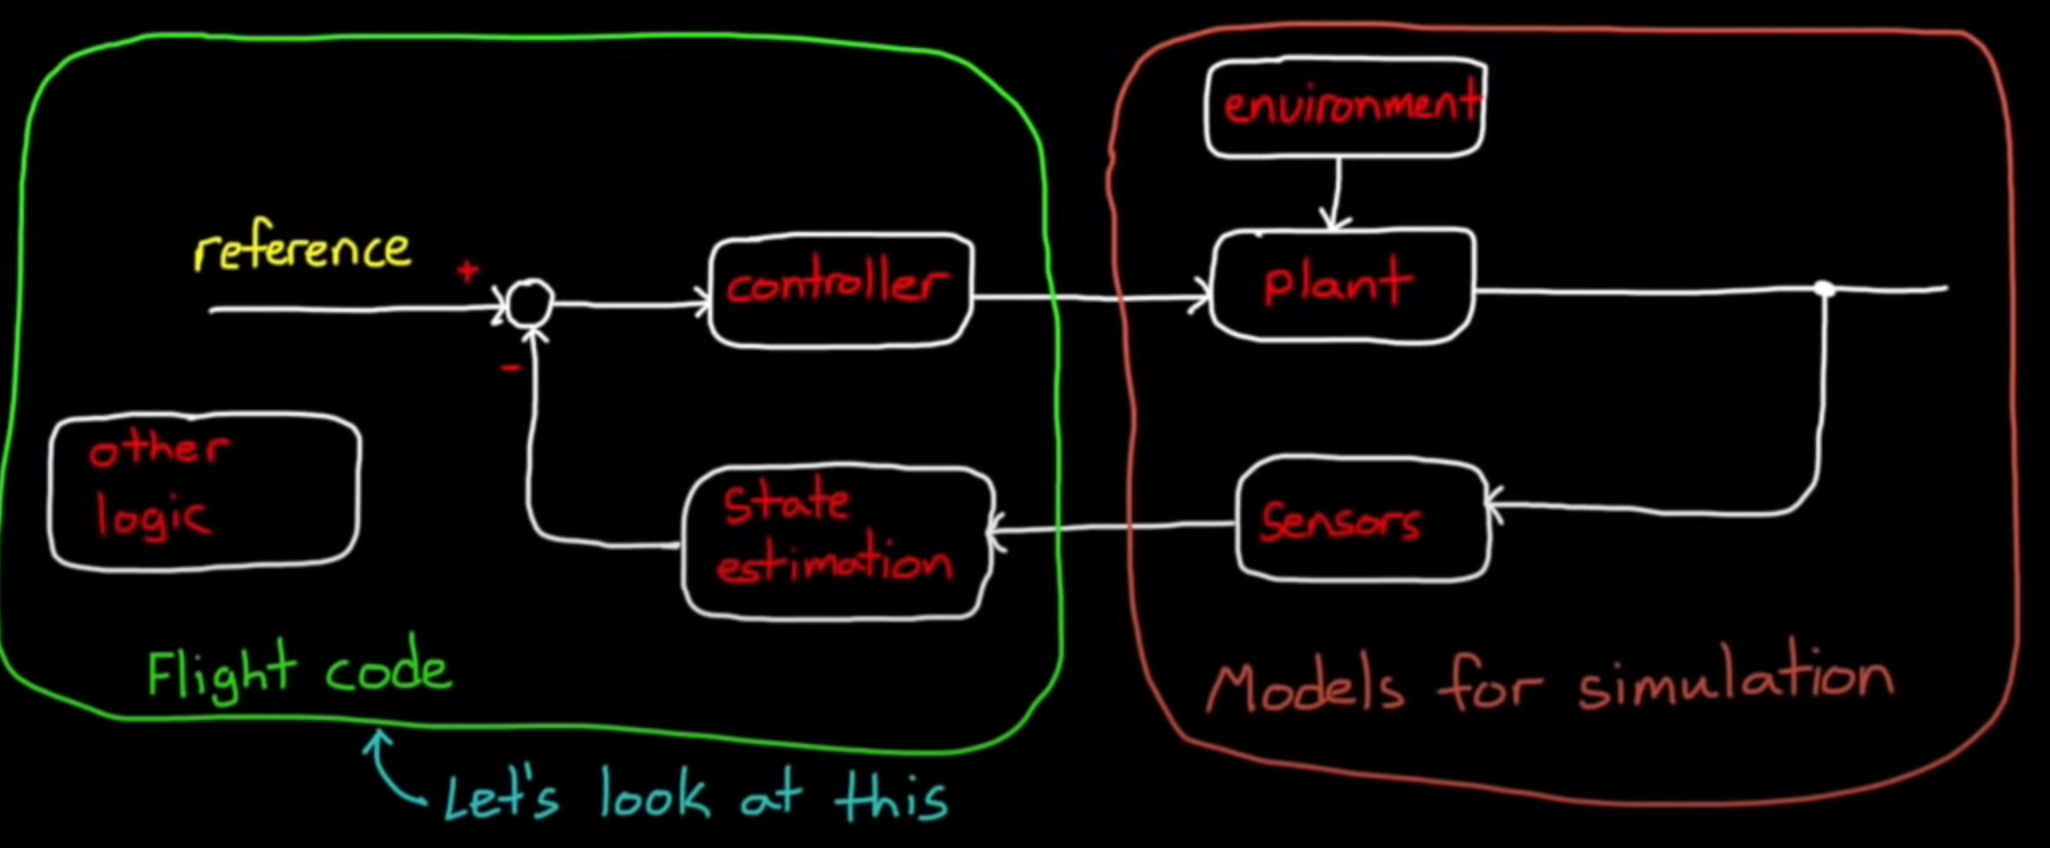 environment
reference
+
controller
plant
-
other
logic
State
estimation
Sensors
Flight code
Models for simulation
Let's look at this